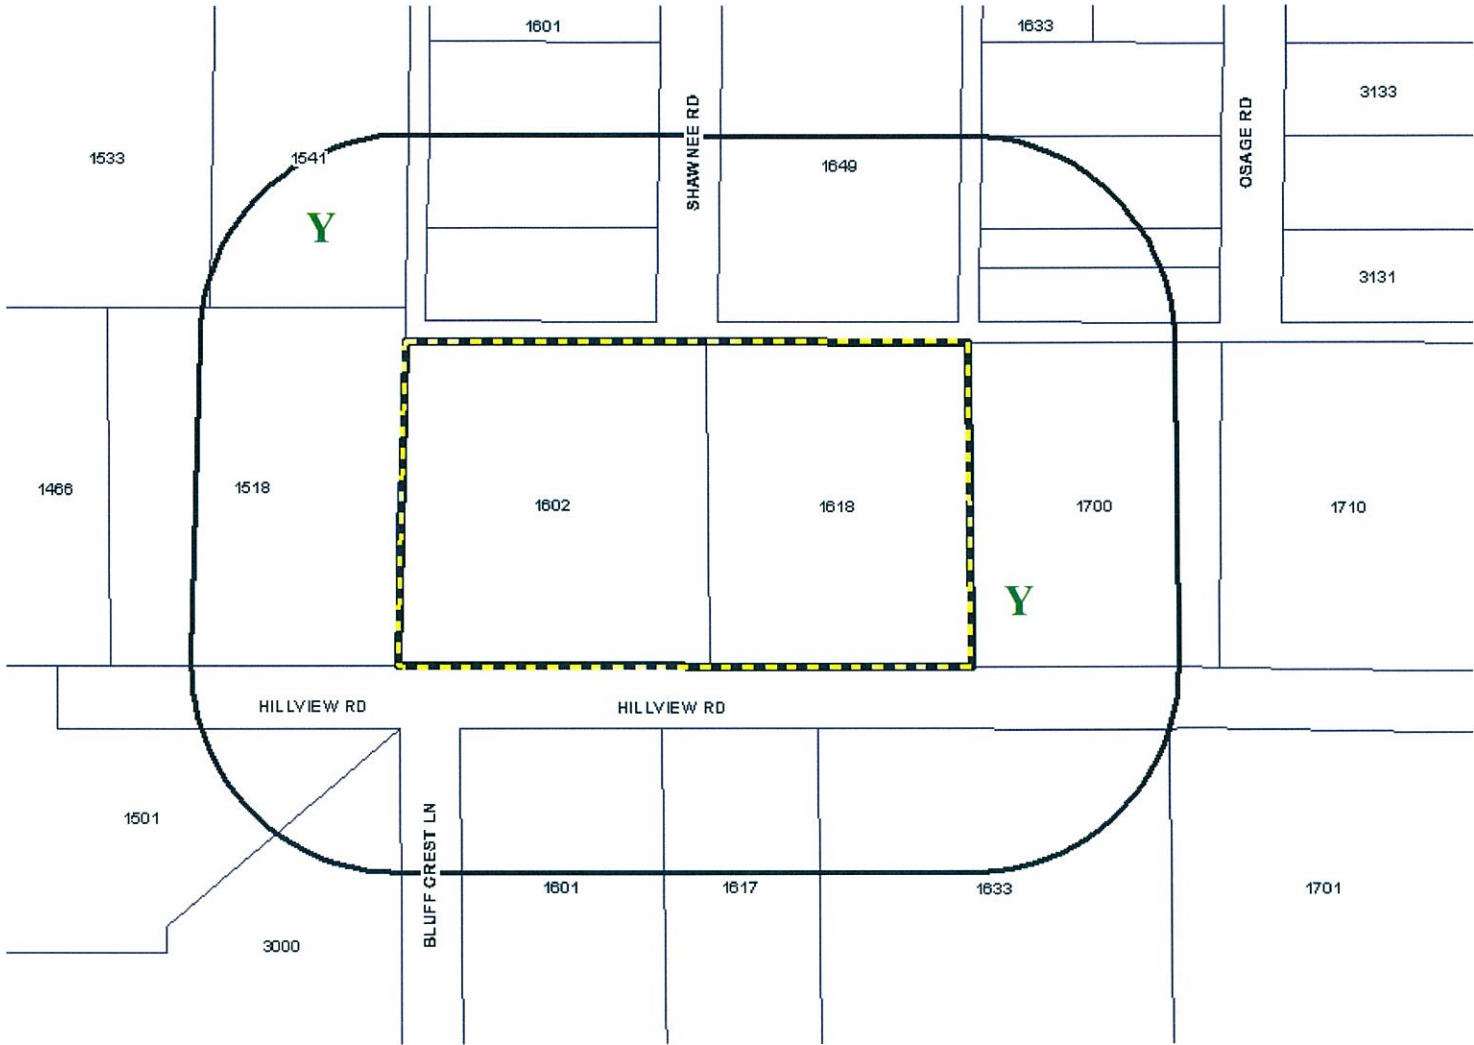 1601
1633
3133
SHAWNEE RD
OSAGE RD
1533
1541
1649
Y
3131
1466
1518
1602
1618
1700
1710
Y
HILLVIEW RD
HILLVIEW RD
1501
BLUFF CREST LN
1601
1617
1633
1701
3000